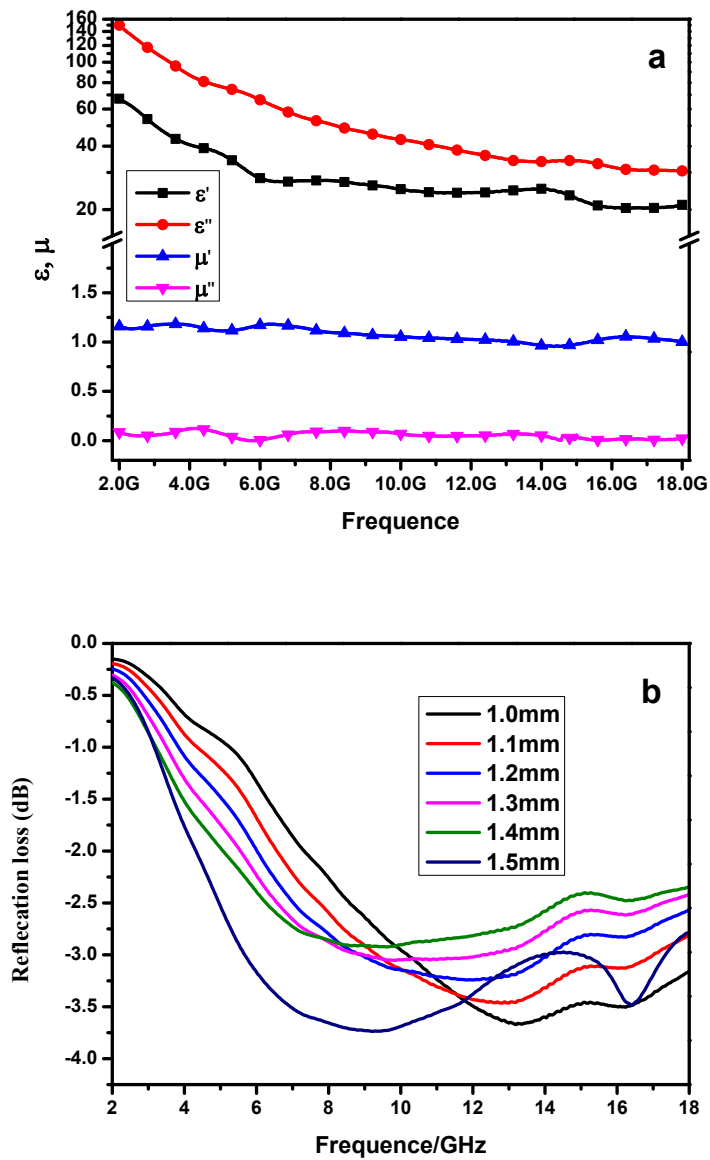 a
160
140
120
100
80
60
40
20
1.5
1.0
0.5
0.0
ε, μ
ε'
ε''
μ'
μ''
2.0G 4.0G 6.0G 8.0G 10.0G 12.0G 14.0G 16.0G 18.0G
Frequence
b
0.0
-0.5
-1.0
-1.5
-2.0
-2.5
-3.0
-3.5
-4.0
Reflecation loss (dB)
1.0mm
1.1mm
1.2mm
1.3mm
1.4mm
1.5mm
2 4 6 8 10 12 14 16 18
Frequence/GHz